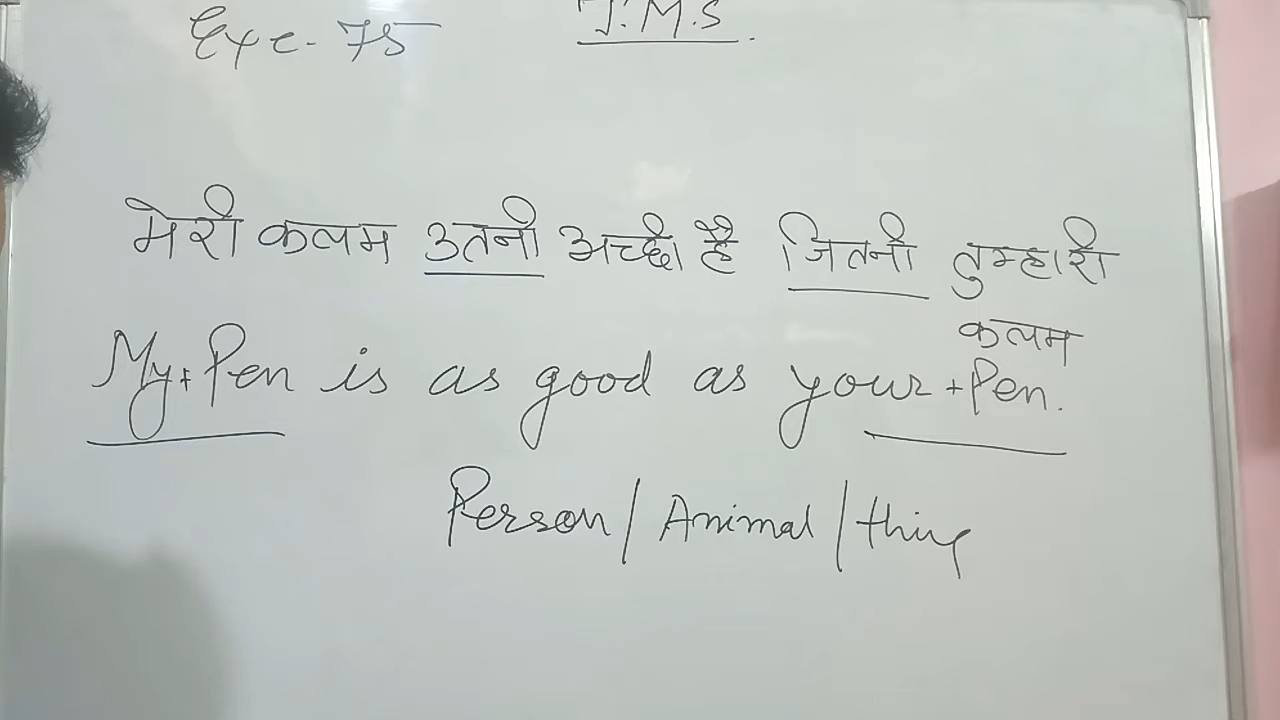 Exe. 75
J.M.S.
मेरी कलम उतनी अच्छी है जितनी तुम्हारी
कलम
My + Pen is as good as your + Pen.
Person / Animal / thing